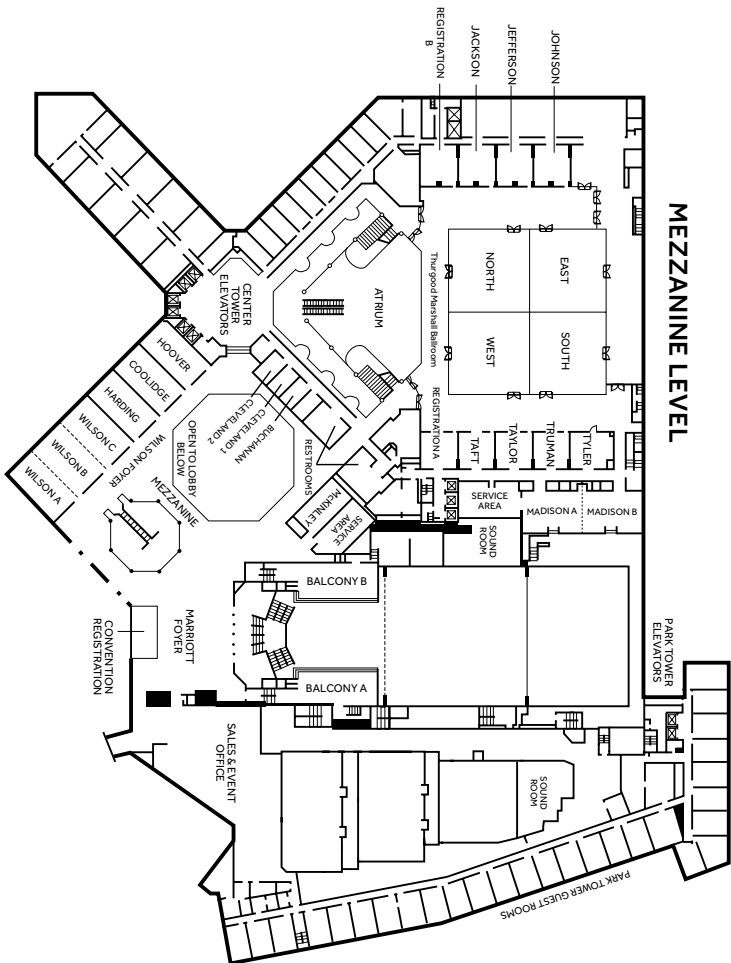 MEZZANINE LEVEL
REGISTRATION
B
JACKSON
JEFFERSON
JOHNSON
EAST
NORTH
SOUTH
WEST
Thurgood Marshall Ballroom
ATRIUM
CENTER
TOWER
ELEVATORS
REGISTRATION A
TAFT
TAYLOR
TRUMAN
TYLER
HOOVER
COOLIDGE
HARDING
WILSON C
WILSON B
WILSON A
WILSON FOYER
CLEVELAND 2
CLEVELAND 1
BUCHANAN
OPEN TO LOBBY
BELOW
RESTROOMS
McKINLEY
SERVICE
AREA
MEZZANINE
SERVICE
AREA
MADISON A
MADISON B
SOUND
ROOM
BALCONY B
BALCONY A
MARRIOTT
FOYER
CONVENTION
REGISTRATION
PARK TOWER
ELEVATORS
SALES & EVENT
OFFICE
SOUND
ROOM
PARK TOWER GUEST ROOMS